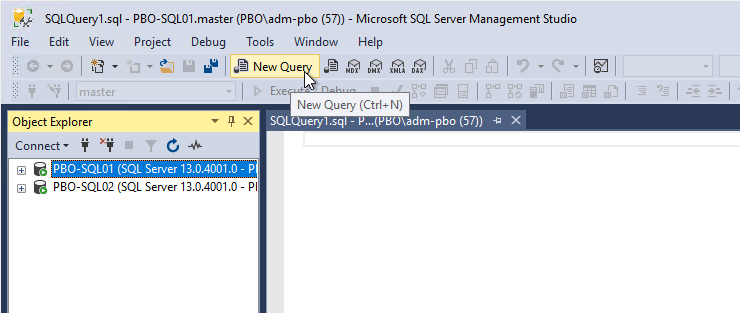 SQLQuery1.sql - PBO-SQL01.master (PBO\adm-pbo (57)) - Microsoft SQL Server Management Studio
File Edit View Project Debug Tools Window Help
New Query MDX DMX XMLA DAX
master Execute Debug
New Query (Ctrl+N)
Object Explorer
SQLQuery1.sql - P...(PBO\adm-pbo (57))
Connect
PBO-SQL01 (SQL Server 13.0.4001.0 - P
PBO-SQL02 (SQL Server 13.0.4001.0 - P